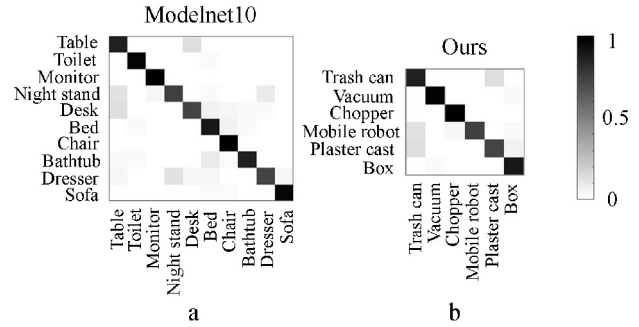 Modelnet10
Table
Toilet
Monitor
Night stand
Desk
Bed
Chair
Bathtub
Dresser
Sofa
Table
Toilet
Monitor
Night stand
Desk
Bed
Chair
Bathtub
Dresser
Sofa
a
Ours
Trash can
Vacuum
Chopper
Mobile robot
Plaster cast
Box
Trash can
Vacuum
Chopper
Mobile robot
Plaster cast
Box
b
1
0.5
0